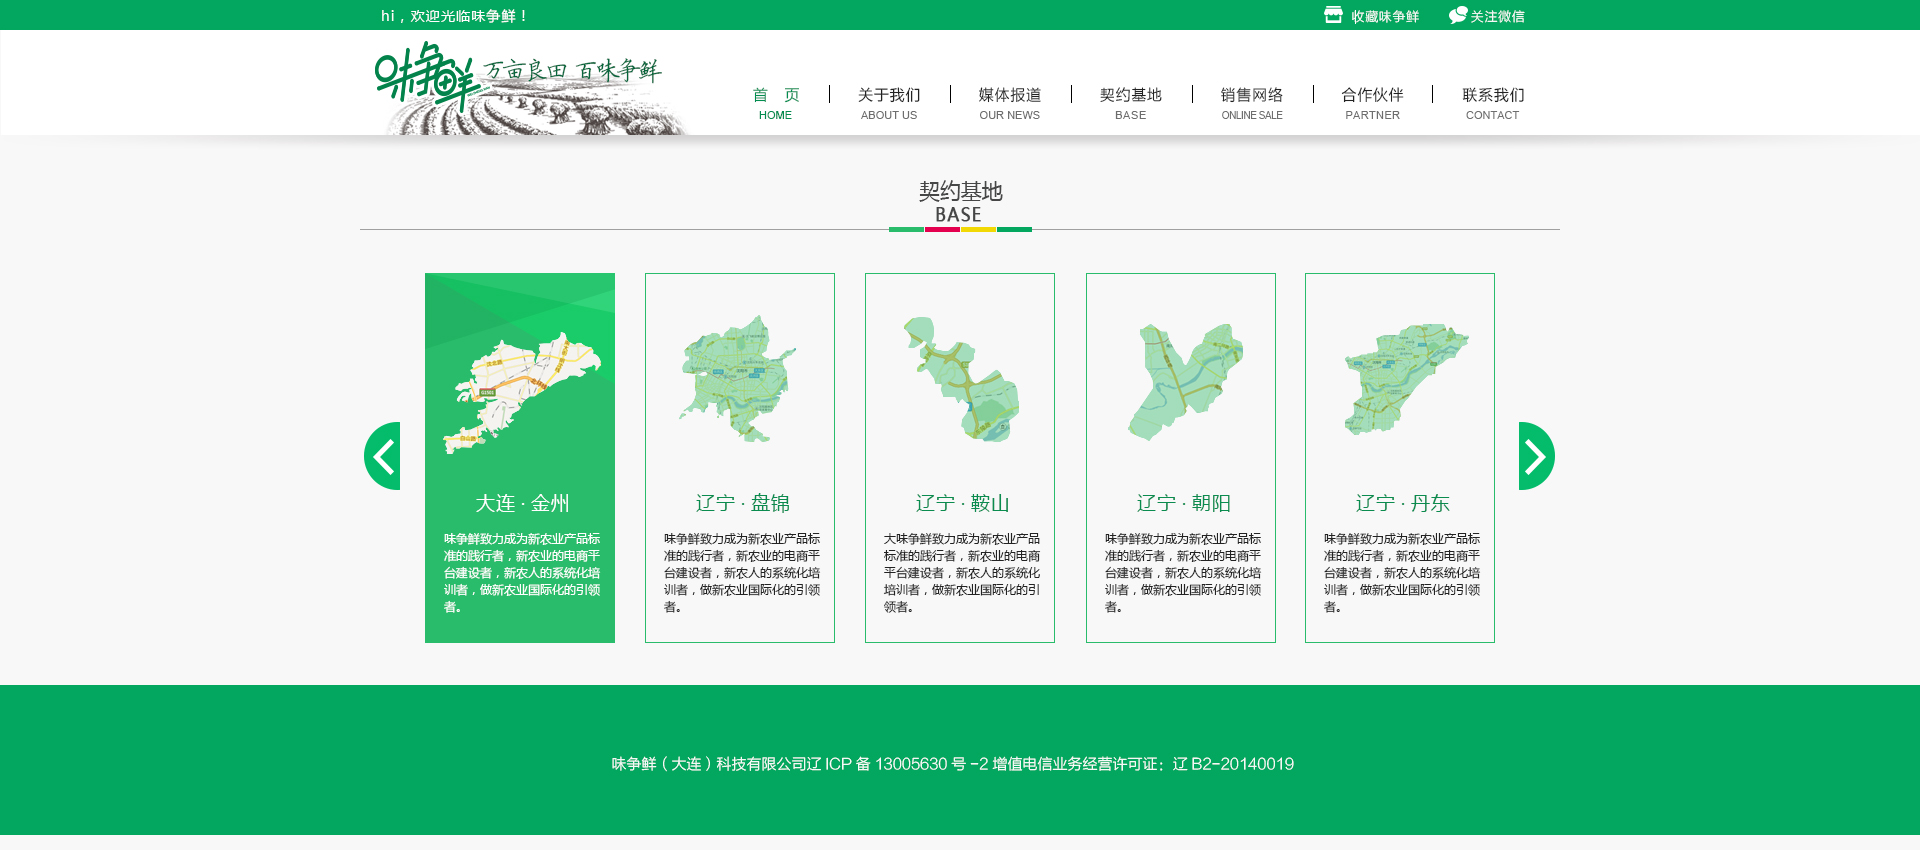 hi，欢迎光临味争鲜！
收藏味争鲜
关注微信
味争鲜
万亩良田 百味争鲜
首 页
关于我们
媒体报道
契约基地
销售网络
合作伙伴
联系我们
HOME
ABOUT US
OUR NEWS
BASE
ONLINE SALE
PARTNER
CONTACT
契约基地
BASE
大连 · 金州
味争鲜致力成为新农业产品标
准的践行者，新农业的电商平
台建设者，新农人的系统化培
训者，做新农业国际化的引领
者。
辽宁 · 盘锦
味争鲜致力成为新农业产品标
准的践行者，新农业的电商平
台建设者，新农人的系统化培
训者，做新农业国际化的引领
者。
辽宁 · 鞍山
大味争鲜致力成为新农业产品
标准的践行者，新农业的电商
平台建设者，新农人的系统化
培训者，做新农业国际化的引
领者。
辽宁 · 朝阳
味争鲜致力成为新农业产品标
准的践行者，新农业的电商平
台建设者，新农人的系统化培
训者，做新农业国际化的引领
者。
辽宁 · 丹东
味争鲜致力成为新农业产品标
准的践行者，新农业的电商平
台建设者，新农人的系统化培
训者，做新农业国际化的引领
者。
味争鲜（大连）科技有限公司辽 ICP 备 13005630 号 -2 增值电信业务经营许可证：辽 B2-20140019